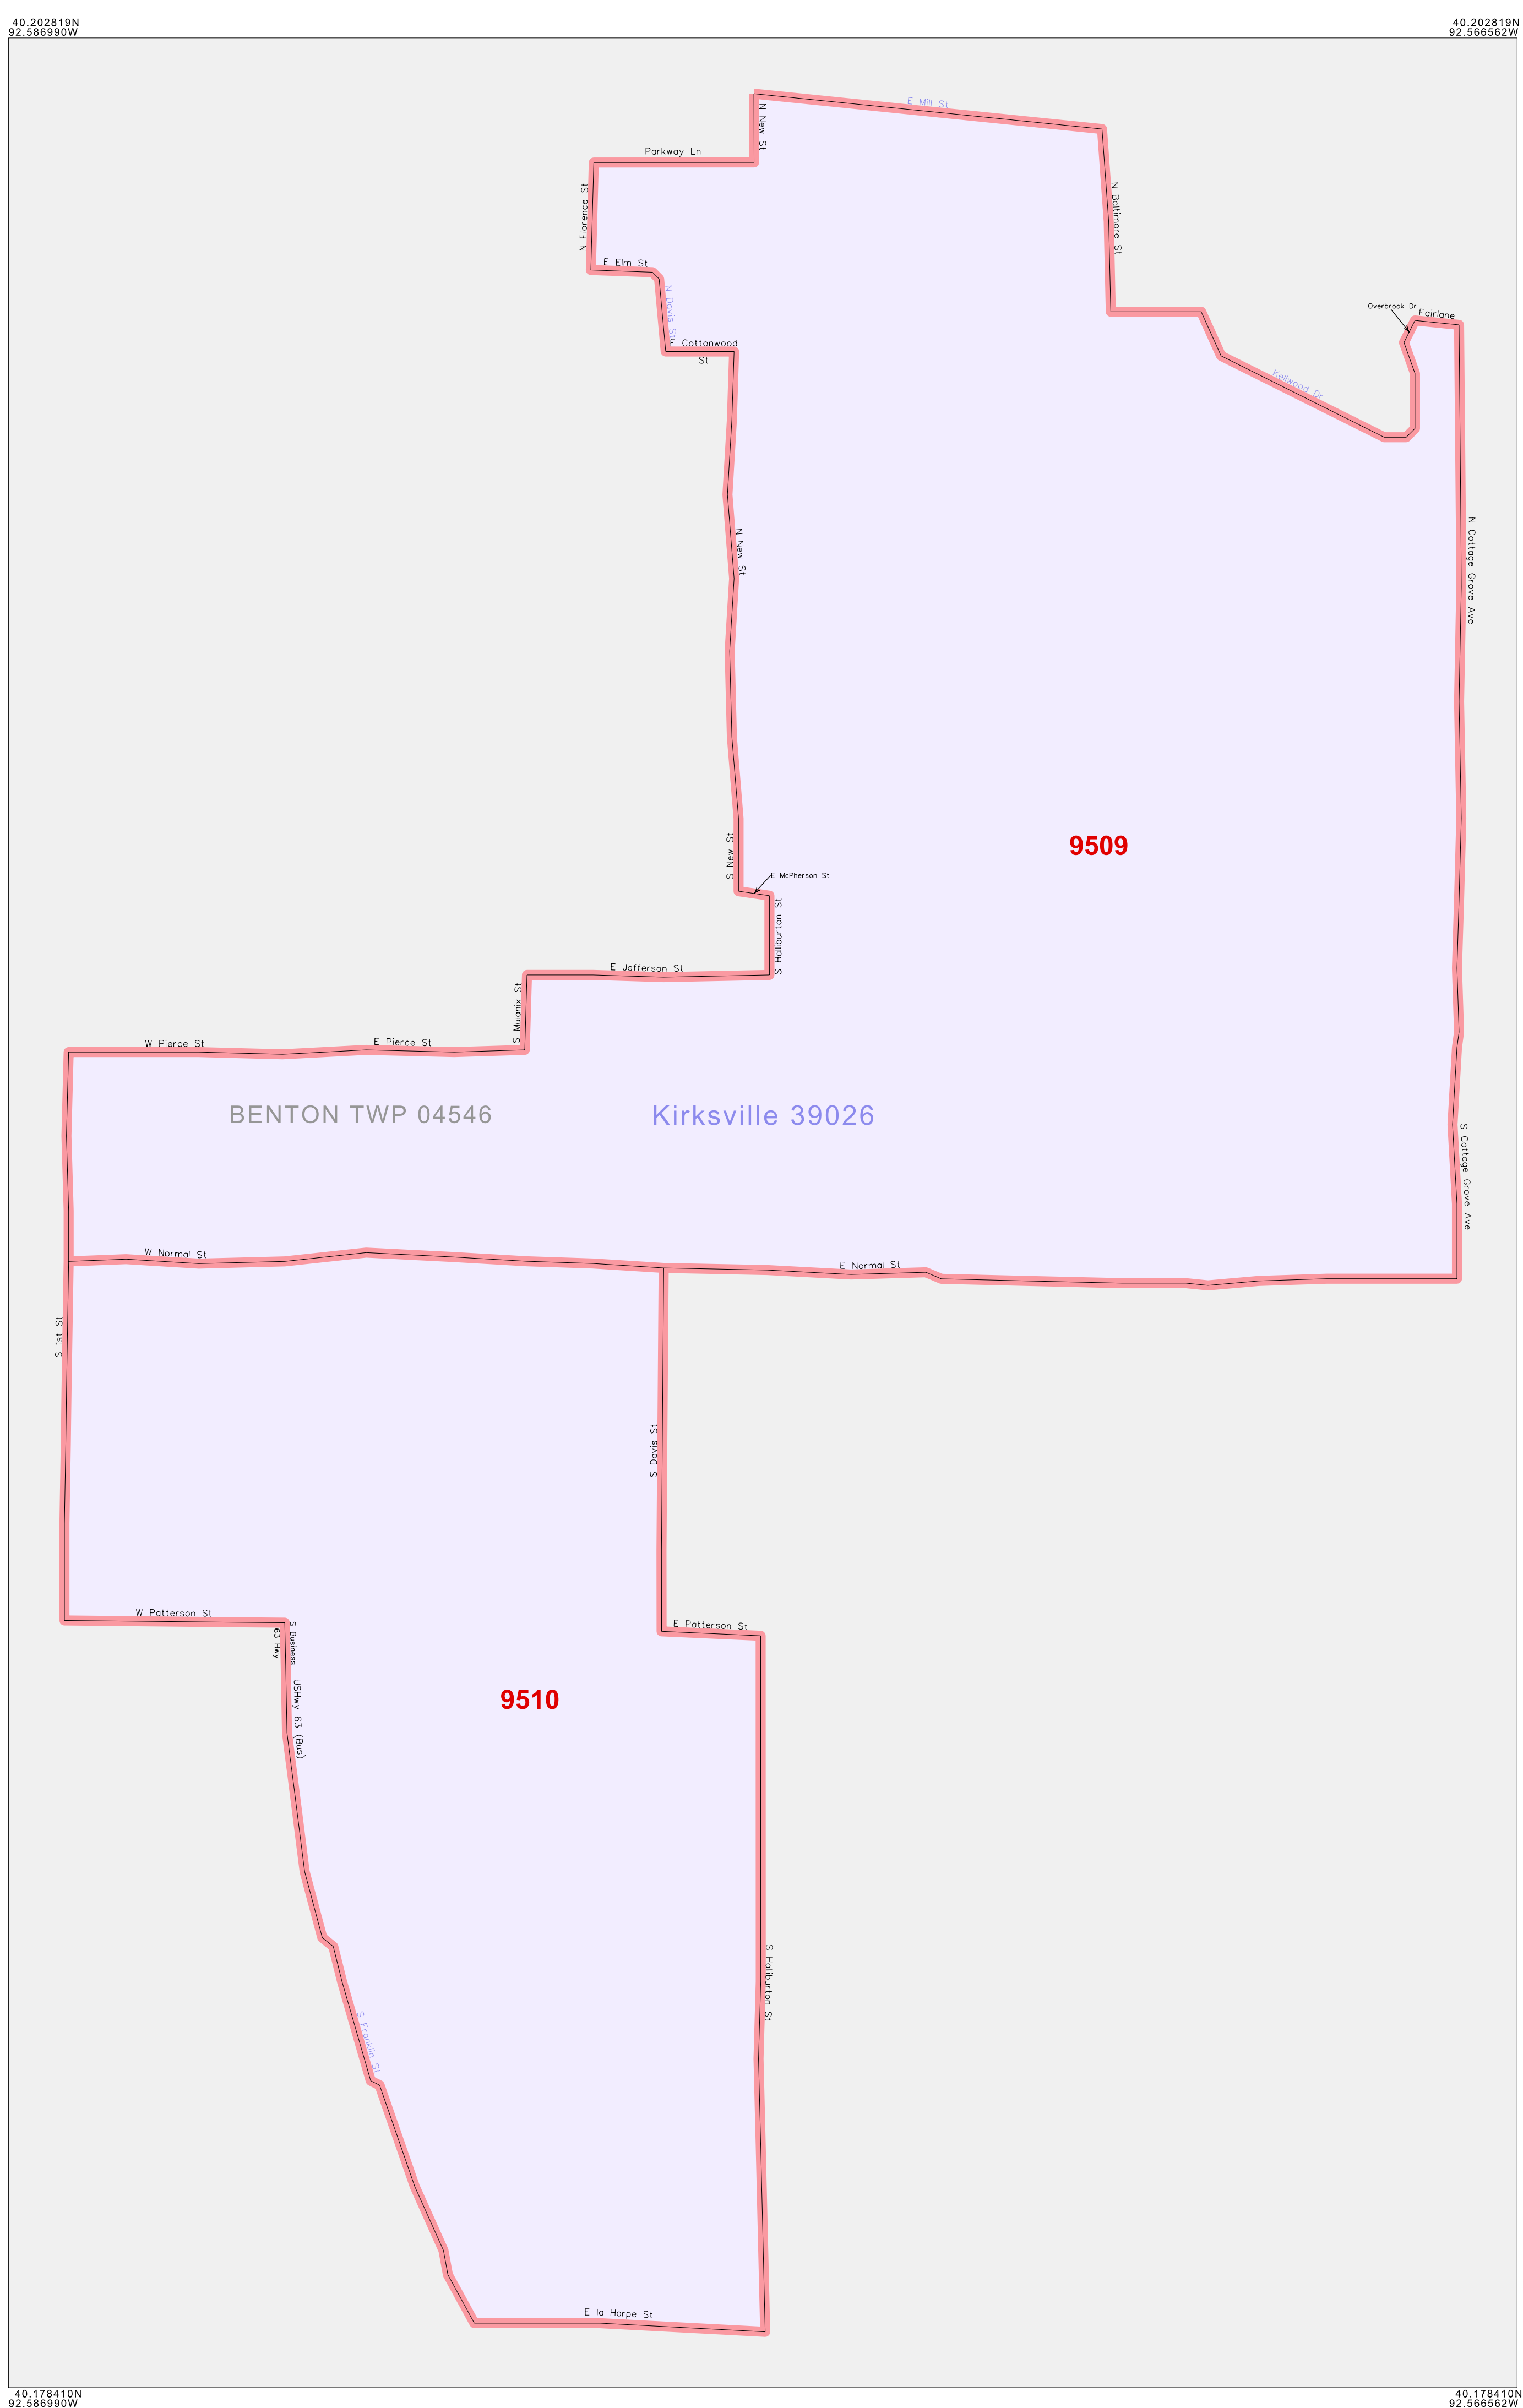 40.202819N
92.586990W
40.202819N
92.566562W
E Mill St
N New St
Parkway Ln
N Florence St
N Baltimore St
E Elm St
N Davis St
Overbrook Dr
Fairlane
E Cottonwood
St
Kellwood Dr
N New St
N Cottage Grove Ave
9509
S New St
E McPherson St
S Halliburton St
E Jefferson St
S Mulanix St
W Pierce St
E Pierce St
BENTON TWP 04546
Kirksville 39026
S Cottage Grove Ave
W Normal St
E Normal St
S 1st St
S Davis St
W Patterson St
E Patterson St
S Business
63 Hwy
USHwy 63 (Bus)
9510
S Halliburton St
S Franklin St
E la Harpe St
40.178410N
92.586990W
40.178410N
92.566562W